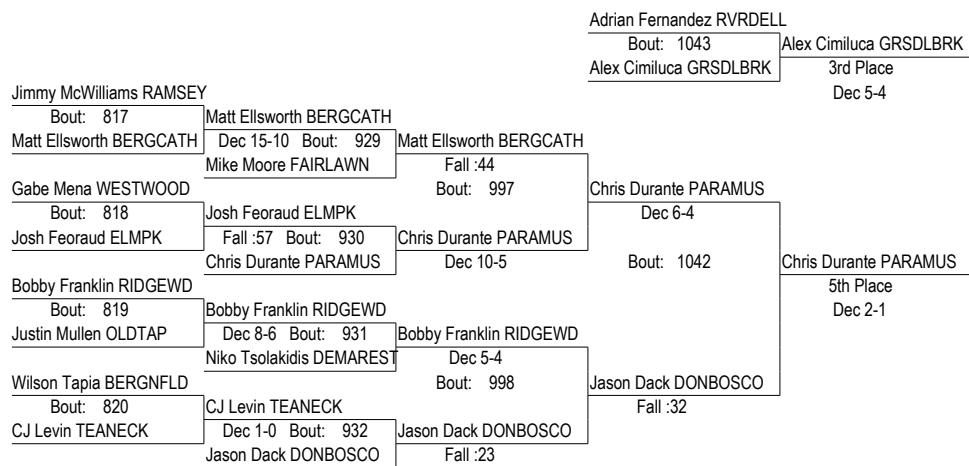 Adrian Fernandez RVRDELL
Bout: 1043 Alex Cimiluca GRSDLBRK
Alex Cimiluca GRSDLBRK 3rd Place
Jimmy McWilliams RAMSEY Dec 5-4
Bout: 817 Matt Ellsworth BERGCATH
Matt Ellsworth BERGCATH Dec 15-10 Bout: 929 Matt Ellsworth BERGCATH
Mike Moore FAIRLAWN Fall :44
Gabe Mena WESTWOOD Bout: 997 Chris Durante PARAMUS
Bout: 818 Josh Feoraud ELMPK Dec 6-4
Josh Feoraud ELMPK Fall :57 Bout: 930 Chris Durante PARAMUS
Chris Durante PARAMUS Dec 10-5 Bout: 1042 Chris Durante PARAMUS
Bobby Franklin RIDGEWD 5th Place
Bout: 819 Bobby Franklin RIDGEWD Dec 2-1
Justin Mullen OLDTAP Dec 8-6 Bout: 931 Bobby Franklin RIDGEWD
Niko Tsolakidis DEMAREST Dec 5-4
Wilson Tapia BERGNFLD Bout: 998 Jason Dack DONBOSCO
Bout: 820 CJ Levin TEANECK Fall :32
CJ Levin TEANECK Dec 1-0 Bout: 932 Jason Dack DONBOSCO
Jason Dack DONBOSCO Fall :23